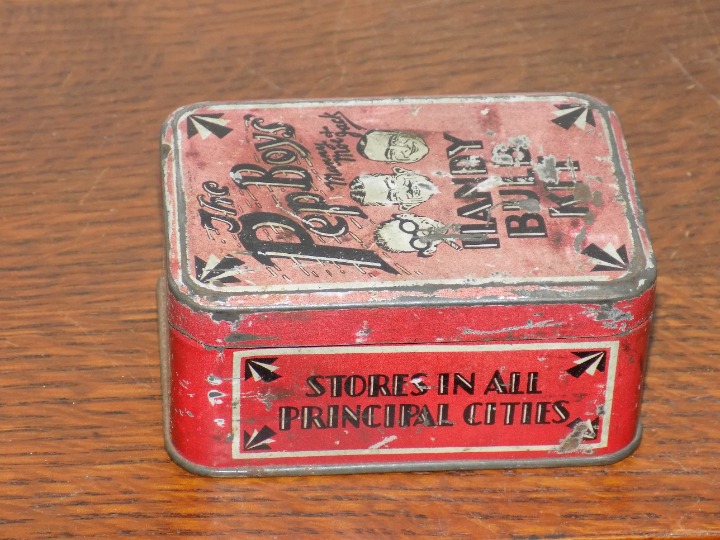 The
Pep Boys
Manny Moe & Jack
HANDY
BULB
KIT
STORES IN ALL
PRINCIPAL CITIES